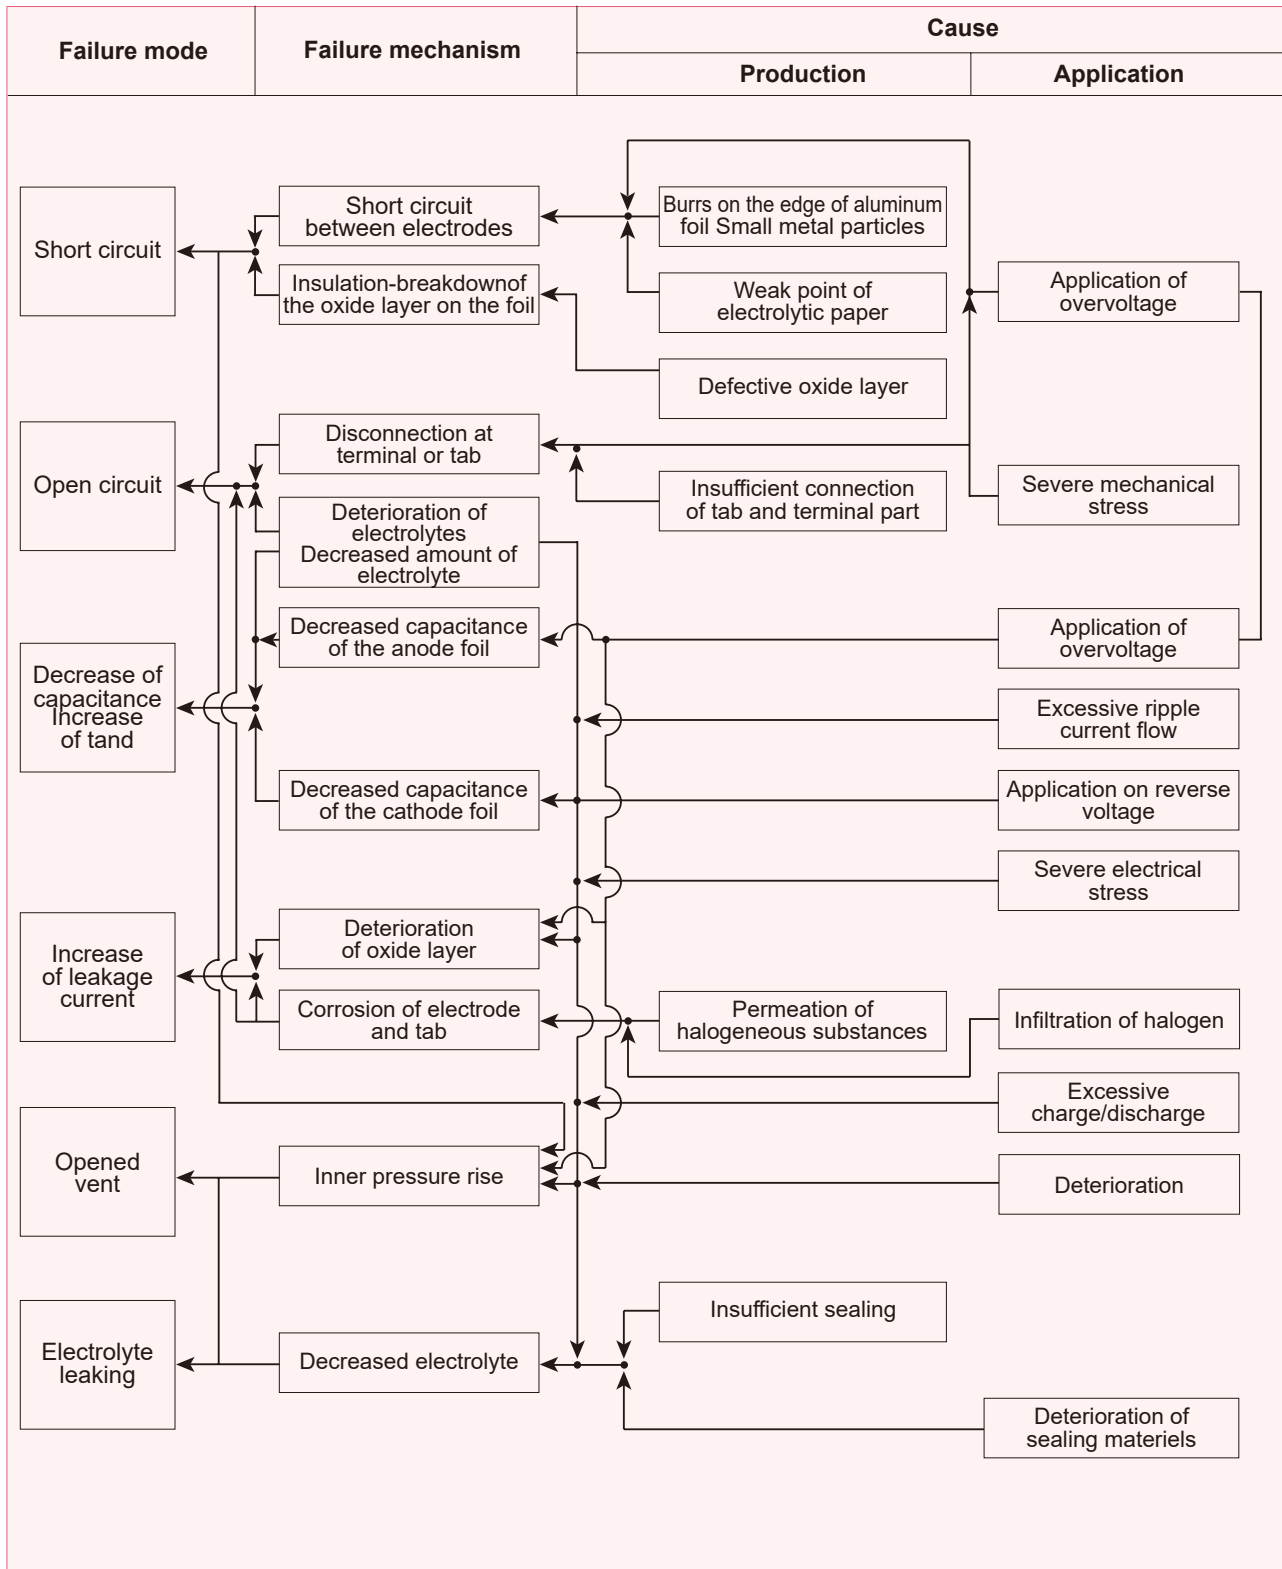 Failure mode
Failure mechanism
Cause
Production
Application
Short circuit
Short circuit
between electrodes
Insulation-breakdownof
the oxide layer on the foil
Burrs on the edge of aluminum
foil Small metal particles
Weak point of
electrolytic paper
Defective oxide layer
Application of
overvoltage
Open circuit
Disconnection at
terminal or tab
Deterioration of
electrolytes
Decreased amount of
electrolyte
Insufficient connection
of tab and terminal part
Severe mechanical
stress
Decrease of
capacitance
Increase
of tand
Decreased capacitance
of the anode foil
Decreased capacitance
of the cathode foil
Application of
overvoltage
Excessive ripple
current flow
Application on reverse
voltage
Severe electrical
stress
Increase
of leakage
current
Deterioration
of oxide layer
Corrosion of electrode
and tab
Permeation of
halogeneous substances
Infiltration of halogen
Excessive
charge/discharge
Opened
vent
Inner pressure rise
Deterioration
Electrolyte
leaking
Decreased electrolyte
Insufficient sealing
Deterioration of
sealing materiels